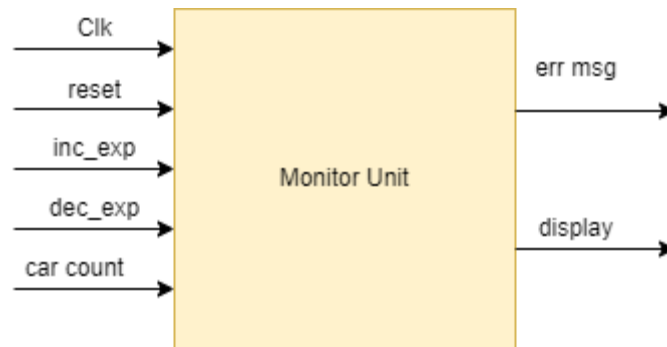 Clk
reset
inc_exp
dec_exp
car count
Monitor Unit
err msg
display